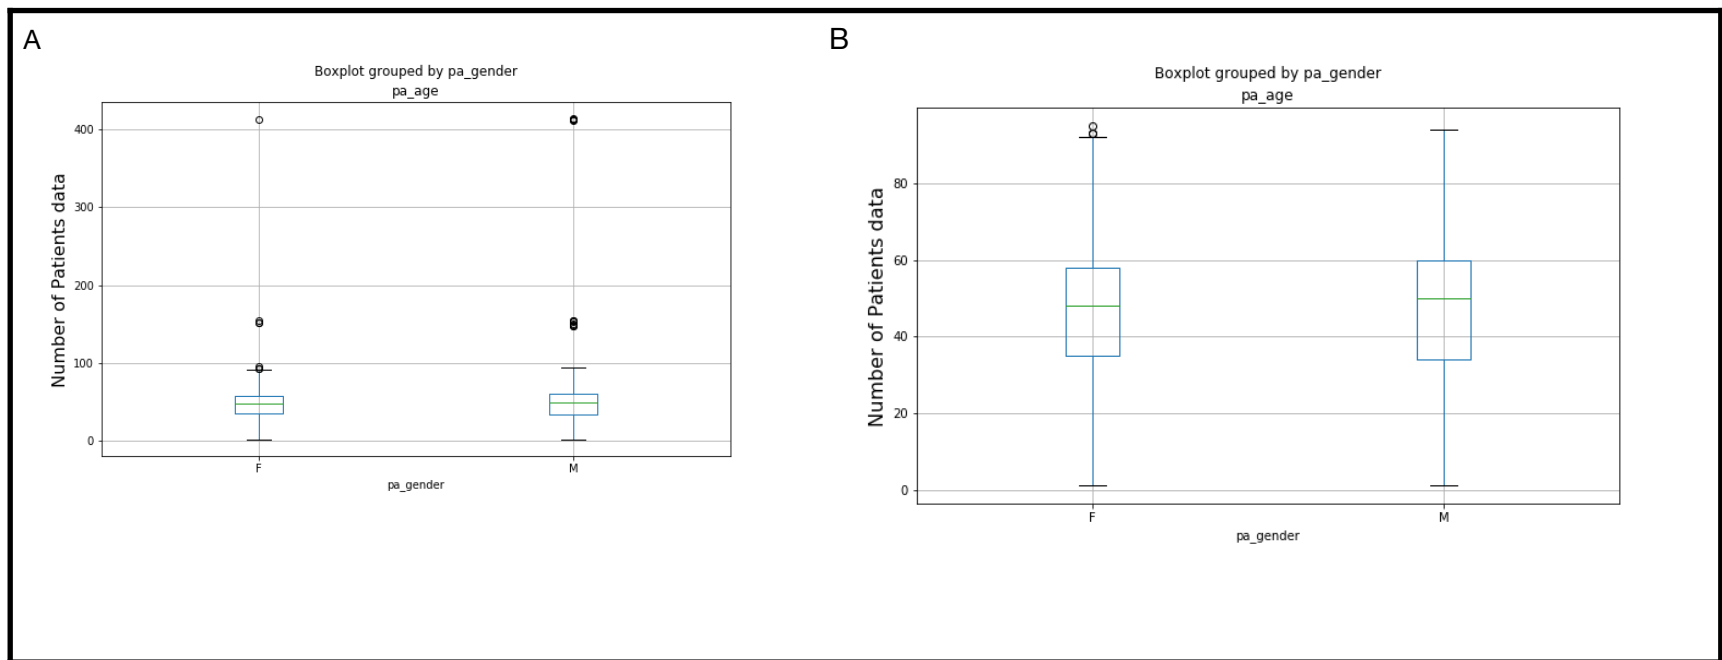 A
Boxplot grouped by pa_gender
pa_age
Number of Patients data
400
300
200
100
0
F M
pa_gender
B
Boxplot grouped by pa_gender
pa_age
Number of Patients data
80
60
40
20
0
F M
pa_gender